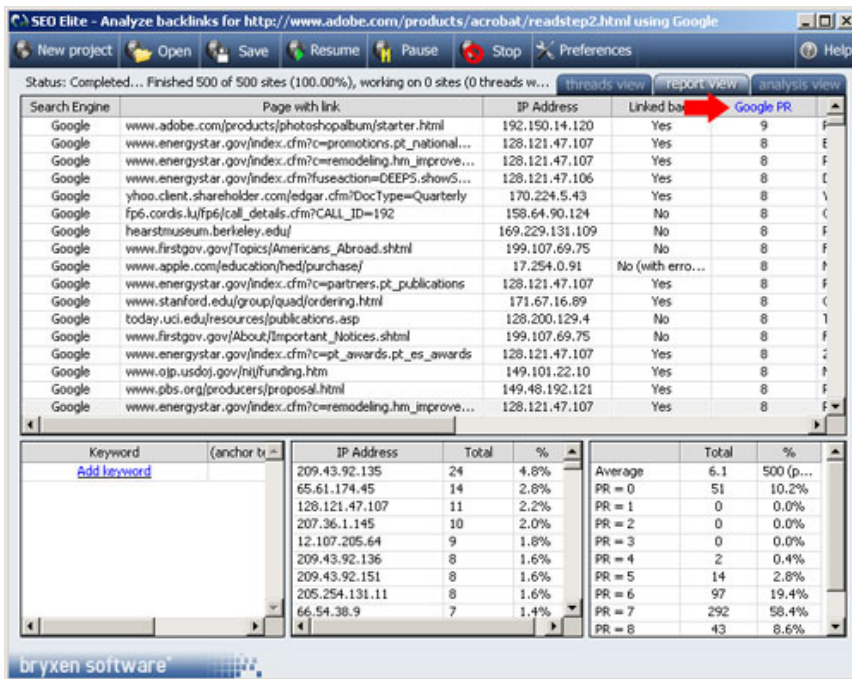 SEO Elite - Analyze backlinks for http://www.adobe.com/products/acrobat/readstep2.html using Google
New project Open Save Resume Pause Stop Preferences Help
Status: Completed... Finished 500 of 500 sites (100.00%), working on 0 sites (0 threads w... threads view report view analysis view
Search Engine Page with link IP Address Linked bac Google PR
Google www.adobe.com/products/photoshopalbum/starter.html 192.150.14.120 Yes 9
Google www.energystar.gov/index.cfm?c=promotions.pt_national... 128.121.47.107 Yes 8
Google www.energystar.gov/index.cfm?c=remodeling.hm_improve... 128.121.47.107 Yes 8
Google www.energystar.gov/index.cfm?fuseaction=DEEPS.showS... 128.121.47.106 Yes 8
Google yhoo.client.shareholder.com/edgar.cfm?DocType=Quarterly 170.224.5.43 Yes 8
Google fp6.cordis.lu/fp6/call_details.cfm?CALL_ID=192 158.64.90.124 No 8
Google hearstmuseum.berkeley.edu/ 169.229.131.109 No 8
Google www.firstgov.gov/Topics/Americans_Abroad.shtml 199.107.69.75 No 8
Google www.apple.com/education/hed/purchase/ 17.254.0.91 No (with erro... 8
Google www.energystar.gov/index.cfm?c=partners.pt_publications 128.121.47.107 Yes 8
Google www.stanford.edu/group/quad/ordering.html 171.67.16.89 Yes 8
Google today.uci.edu/resources/publications.asp 128.200.129.4 No 8
Google www.firstgov.gov/About/Important_Notices.shtml 199.107.69.75 No 8
Google www.energystar.gov/index.cfm?c=pt_awards.pt_es_awards 128.121.47.107 Yes 8
Google www.ojp.usdoj.gov/nij/funding.htm 149.101.22.10 Yes 8
Google www.pbs.org/producers/proposal.html 149.48.192.121 Yes 8
Google www.energystar.gov/index.cfm?c=remodeling.hm_improve... 128.121.47.107 Yes 8
Keyword (anchor te IP Address Total % Total %
Add keyword 209.43.92.135 24 4.8% Average 6.1 500 (p...
65.61.174.45 14 2.8% PR = 0 51 10.2%
128.121.47.107 11 2.2% PR = 1 0 0.0%
207.36.1.145 10 2.0% PR = 2 0 0.0%
12.107.205.64 9 1.8% PR = 3 0 0.0%
209.43.92.136 8 1.6% PR = 4 2 0.4%
209.43.92.151 8 1.6% PR = 5 14 2.8%
205.254.131.11 8 1.6% PR = 6 97 19.4%
66.54.38.9 7 1.4% PR = 7 292 58.4%
PR = 8 43 8.6%
bryxen software